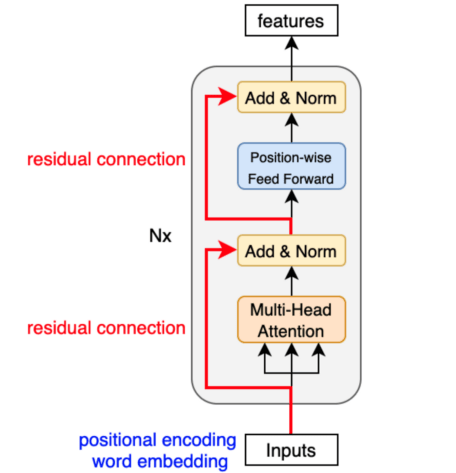 features
Add & Norm
residual connection
Position-wise
Feed Forward
Nx
Add & Norm
Multi-Head
Attention
residual connection
positional encoding
word embedding
Inputs